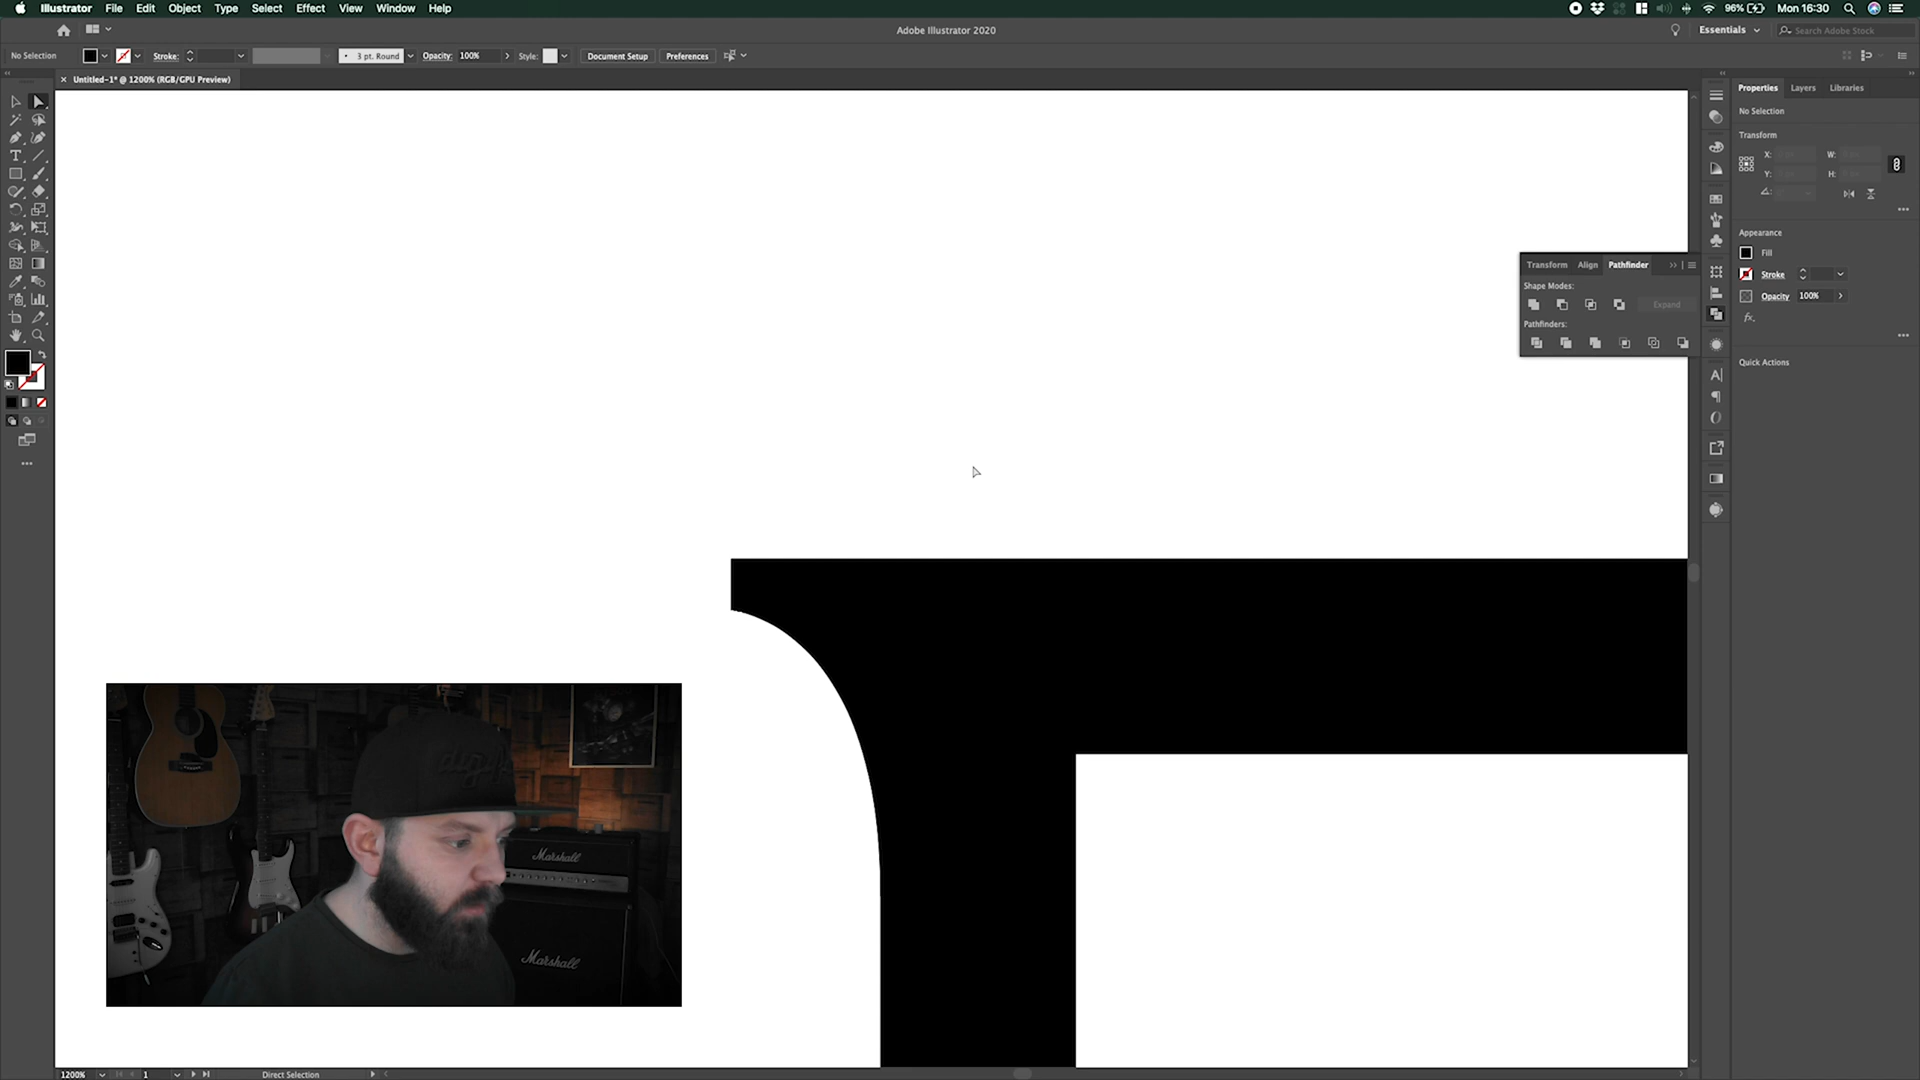 Illustrator File Edit Object Type Select Effect View Window Help 96% Mon 16:30
Adobe Illustrator 2020 Essentials Search Adobe Stock
No Selection Stroke: 3 pt. Round Opacity: 100% Style: Document Setup Preferences
Untitled-1* @ 1200% (RGB/GPU Preview)
Properties Layers Libraries
No Selection
Transform
X: W:
Y: H:
Appearance
Fill
Stroke
Opacity 100%
fx.
Quick Actions
Transform Align Pathfinder
Shape Modes:
Expand
Pathfinders:
Marshall
Marshall
1200% 1 Direct Selection